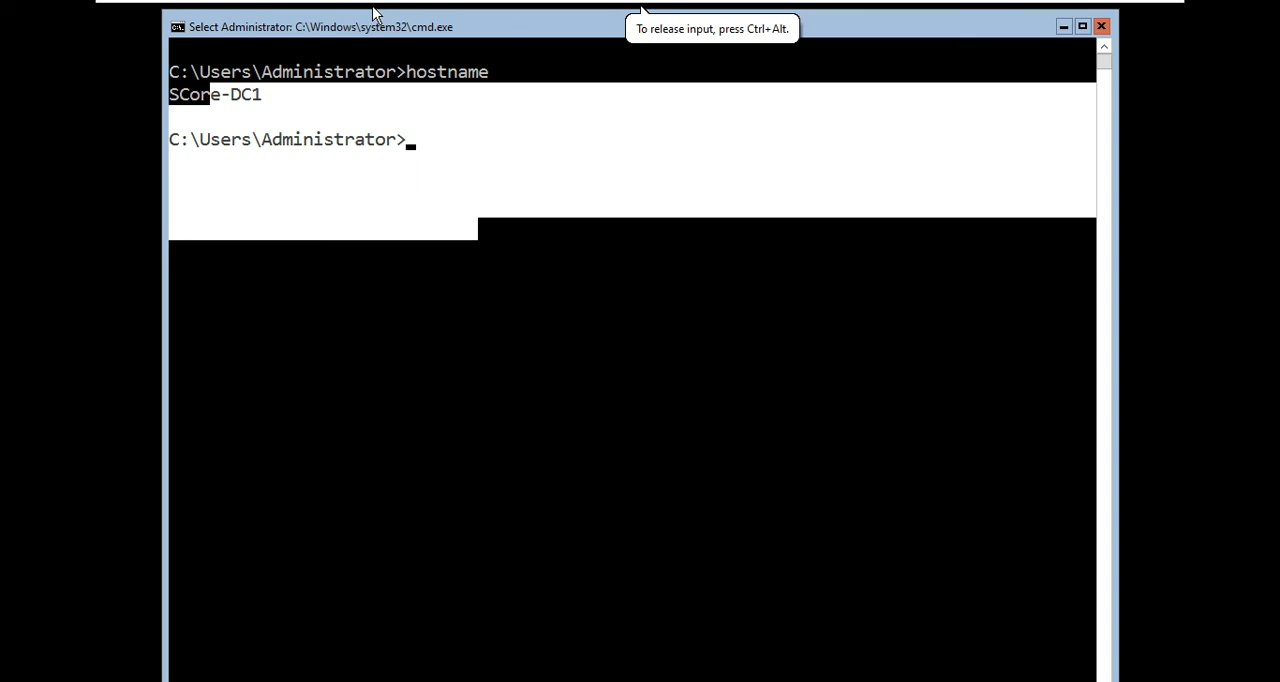 Select Administrator: C:\Windows\system32\cmd.exe
To release input, press Ctrl+Alt.
C:\Users\Administrator>hostname
SCore-DC1
C:\Users\Administrator>